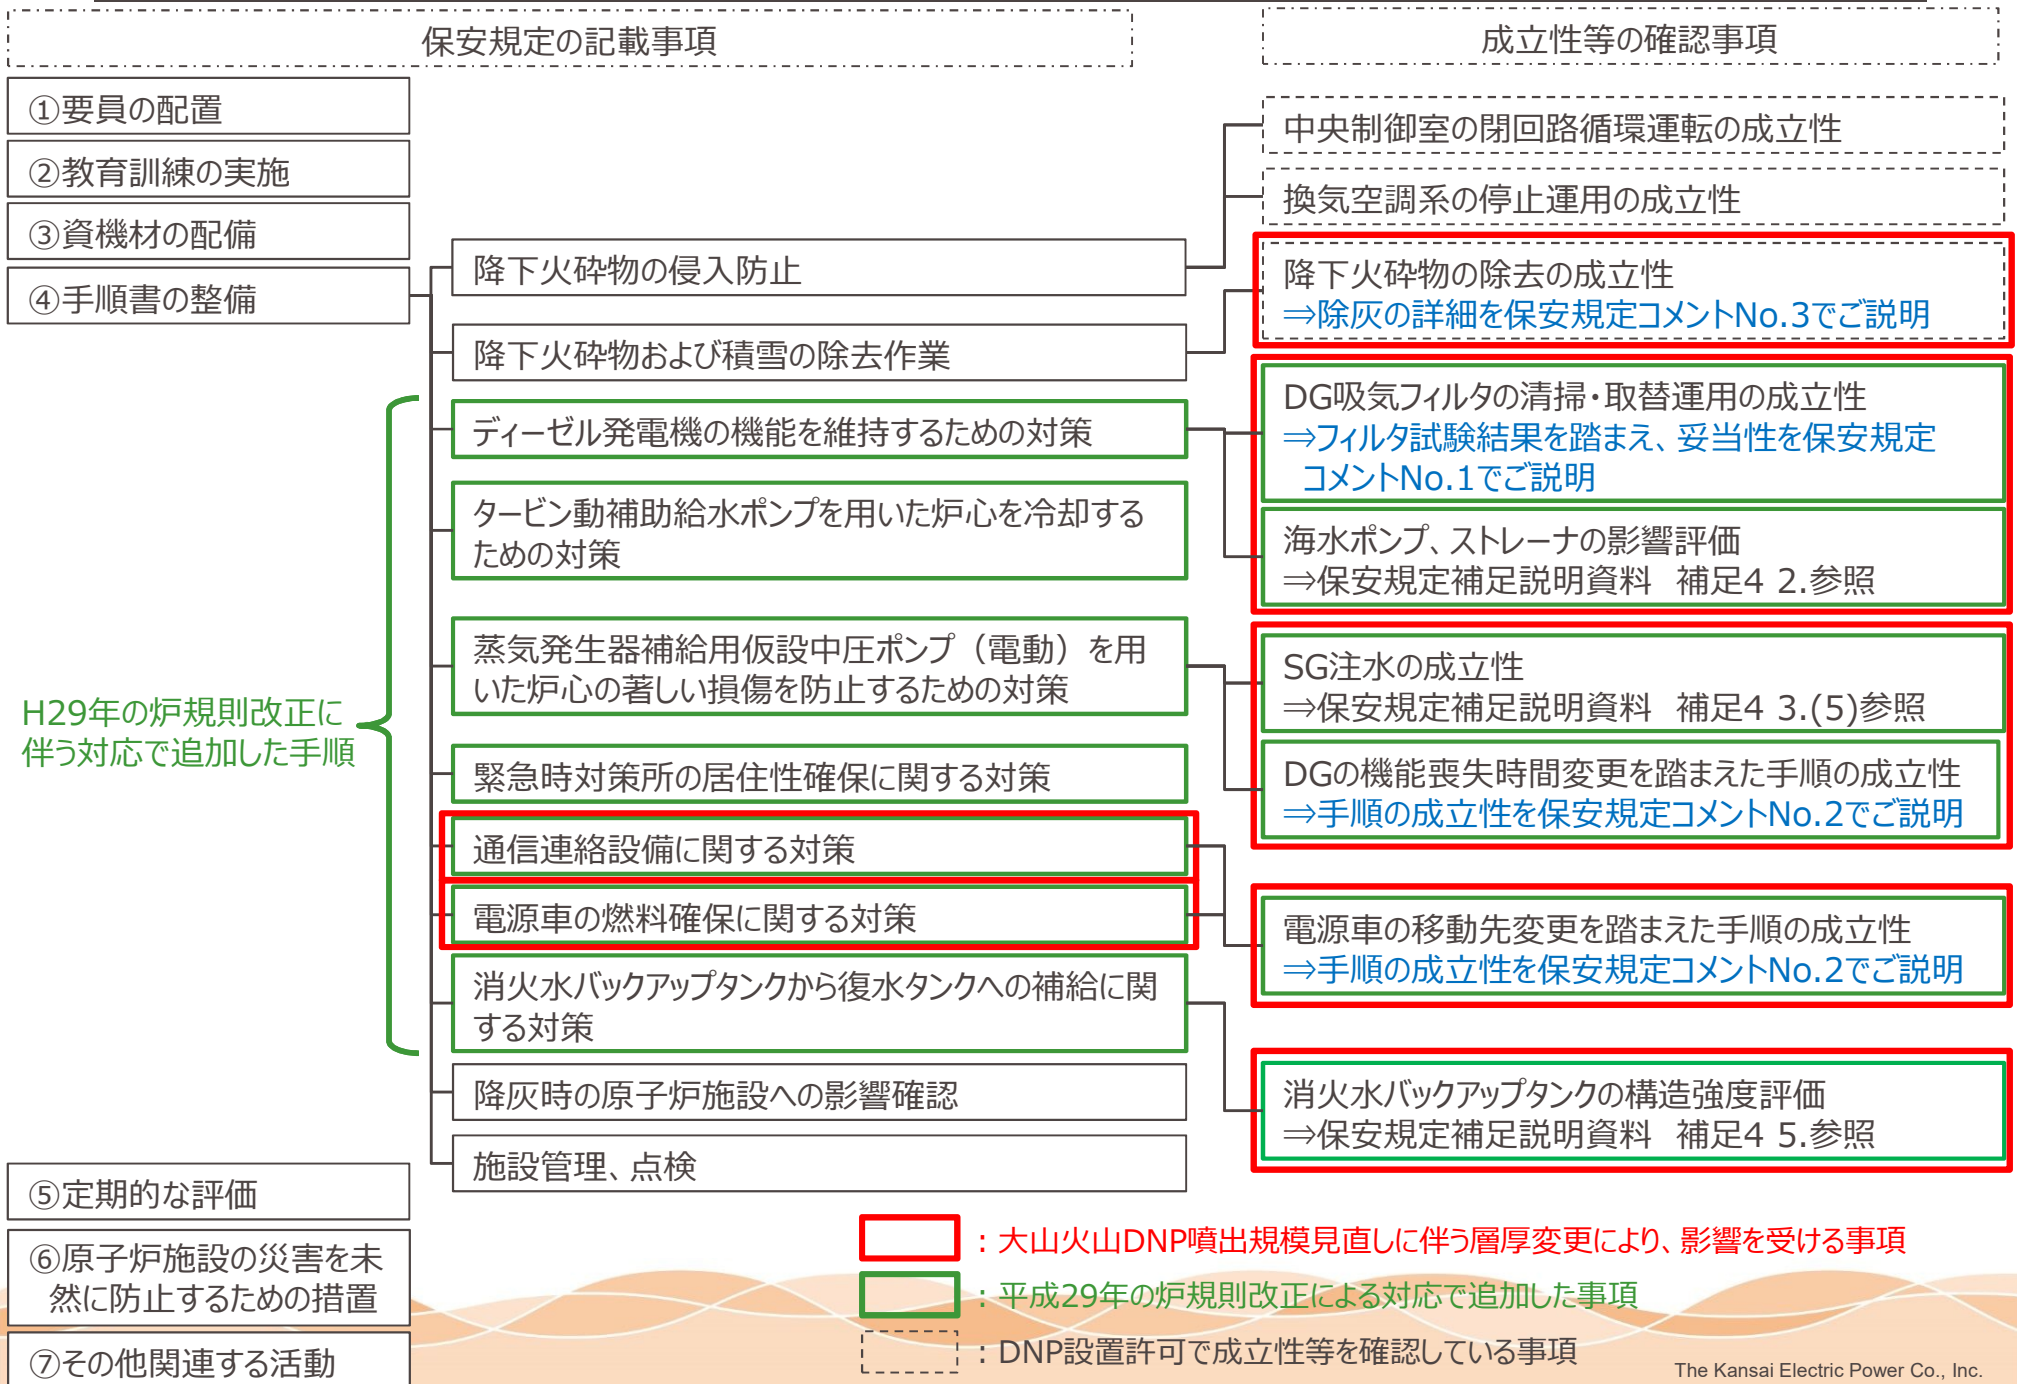 保安規定の記載事項
成立性等の確認事項
①要員の配置
②教育訓練の実施
③資機材の配備
④手順書の整備
降下火砕物の侵入防止
降下火砕物および積雪の除去作業
H29年の炉規則改正に
伴う対応で追加した手順
ディーゼル発電機の機能を維持するための対策
タービン動補助給水ポンプを用いた炉心を冷却する
ための対策
蒸気発生器補給用仮設中圧ポンプ（電動）を用
いた炉心の著しい損傷を防止するための対策
緊急時対策所の居住性確保に関する対策
通信連絡設備に関する対策
電源車の燃料確保に関する対策
消火水バックアップタンクから復水タンクへの補給に関
する対策
降灰時の原子炉施設への影響確認
施設管理、点検
中央制御室の閉回路循環運転の成立性
換気空調系の停止運用の成立性
降下火砕物の除去の成立性
⇒除灰の詳細を保安規定コメントNo.3でご説明
DG吸気フィルタの清掃・取替運用の成立性
⇒フィルタ試験結果を踏まえ、妥当性を保安規定
コメントNo.1でご説明
海水ポンプ、ストレーナの影響評価
⇒保安規定補足説明資料　補足4 2.参照
SG注水の成立性
⇒保安規定補足説明資料　補足4 3.(5)参照
DGの機能喪失時間変更を踏まえた手順の成立性
⇒手順の成立性を保安規定コメントNo.2でご説明
電源車の移動先変更を踏まえた手順の成立性
⇒手順の成立性を保安規定コメントNo.2でご説明
消火水バックアップタンクの構造強度評価
⇒保安規定補足説明資料　補足4 5.参照
⑤定期的な評価
⑥原子炉施設の災害を未
然に防止するための措置
⑦その他関連する活動
：大山火山DNP噴出規模見直しに伴う層厚変更により、影響を受ける事項
：平成29年の炉規則改正による対応で追加した事項
：DNP設置許可で成立性等を確認している事項
The Kansai Electric Power Co., Inc.